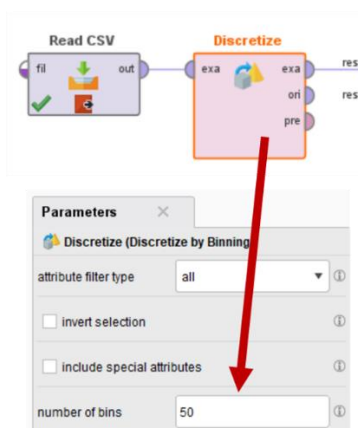 Read CSV
Discretize
fil
out
exa
exa
res
ori
res
pre
Parameters
Discretize (Discretize by Binning
attribute filter type
all
invert selection
include special attributes
number of bins
50